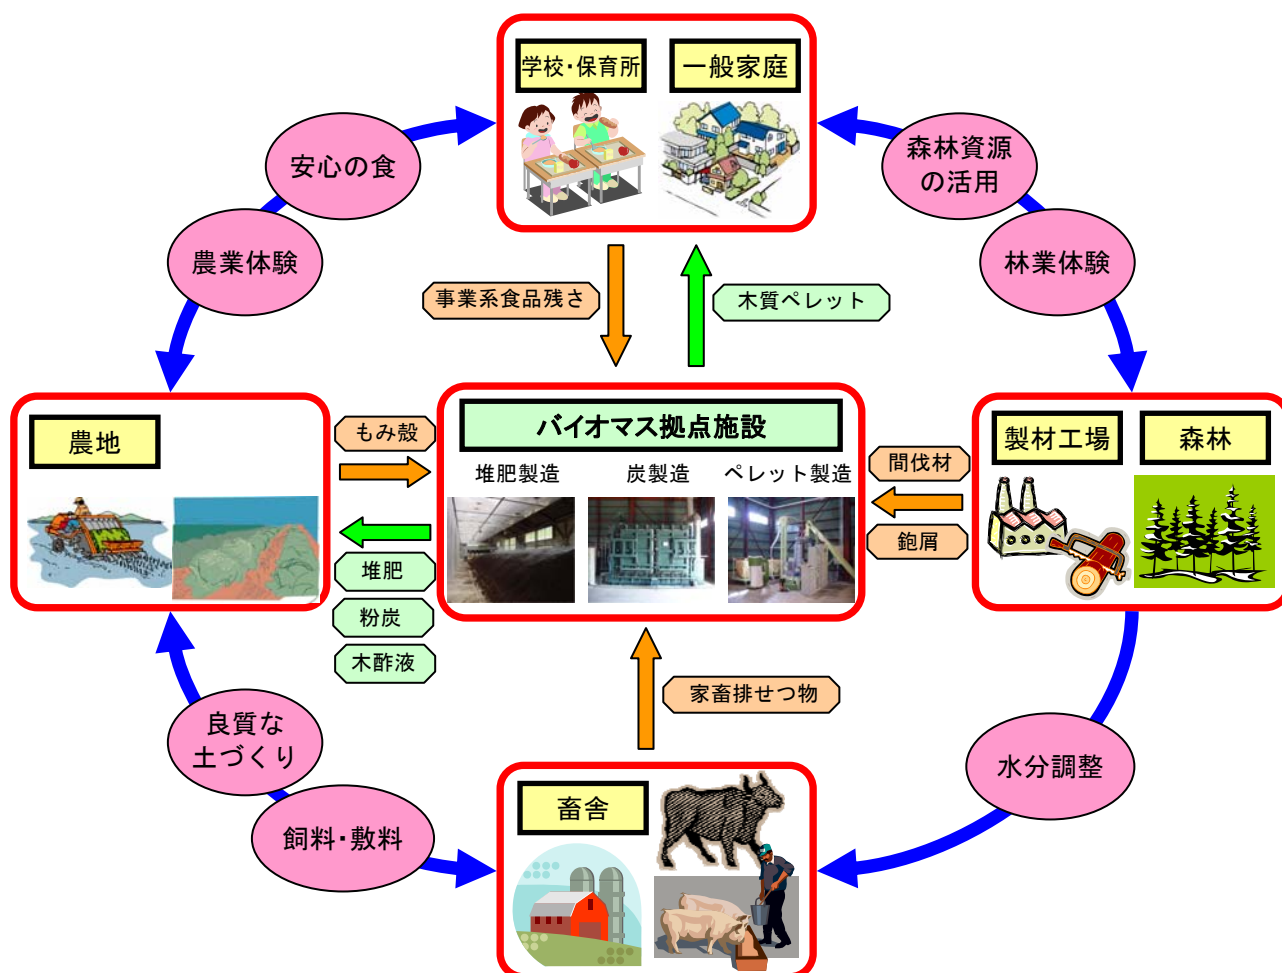 学校・保育所
一般家庭
安心の食
農業体験
森林資源
の活用
林業体験
事業系食品残さ
木質ペレット
農地
もみ殻
堆肥
粉炭
木酢液
バイオマス拠点施設
堆肥製造
炭製造
ペレット製造
間伐材
鉋屑
製材工場
森林
家畜排せつ物
良質な
土づくり
飼料・敷料
畜舎
水分調整